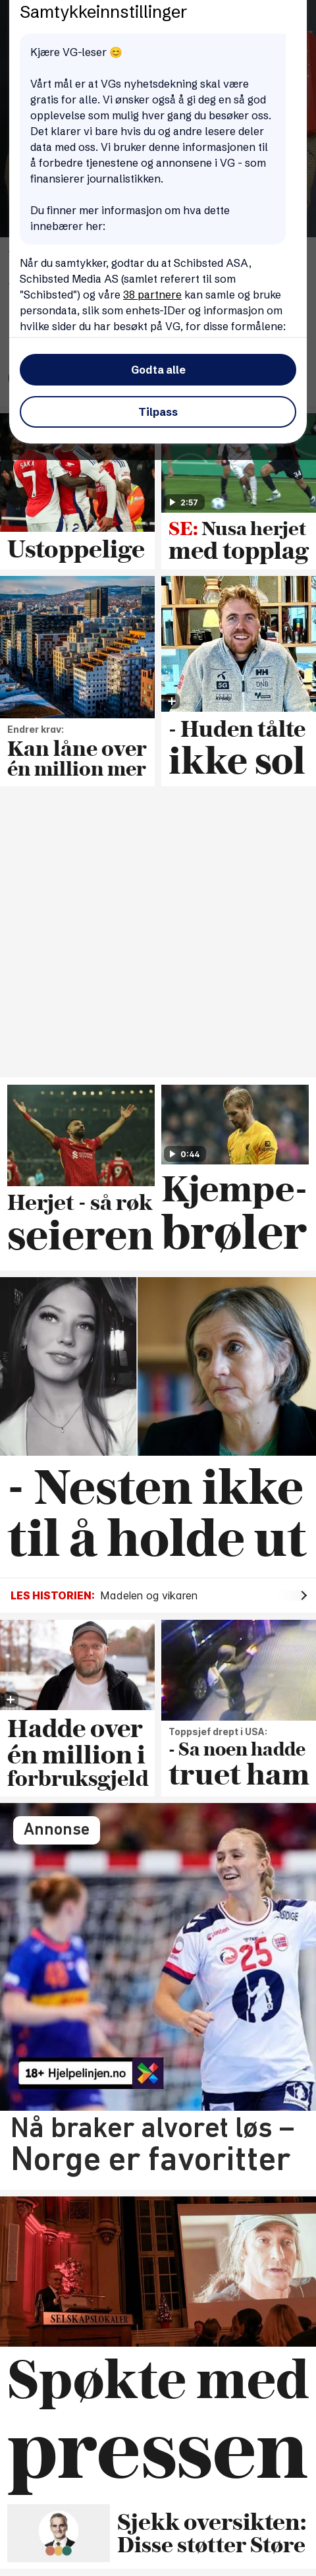 Samtykkeinnstillinger
Kjære VG-leser 😊
Vårt mål er at VGs nyhetsdekning skal være
gratis for alle. Vi ønsker også å gi deg en så god
opplevelse som mulig hver gang du besøker oss.
Det klarer vi bare hvis du og andre lesere deler
data med oss. Vi bruker denne informasjonen til
å forbedre tjenestene og annonsene i VG - som
finansierer journalistikken.
Du finner mer informasjon om hva dette
innebærer her:
Når du samtykker, godtar du at Schibsted ASA,
Schibsted Media AS (samlet referert til som
"Schibsted") og våre 38 partnere kan samle og bruke
persondata, slik som enhets-IDer og informasjon om
hvilke sider du har besøkt på VG, for disse formålene:
Godta alle
Tilpass
SAKA
7
Ustoppelige
2:57
SE: Nusa herjet
med topplag
Endrer krav:
Kan låne over
én million mer
- Huden tålte
ikke sol
Herjet - så røk
seieren
0:44
Kjempe-
brøler
- Nesten ikke
til å holde ut
LES HISTORIEN: Madelen og vikaren
Hadde over
én million i
forbruksgjeld
Toppsjef drept i USA:
- Sa noen hadde
truet ham
Annonse
25
18+ Hjelpelinjen.no
Nå braker alvoret løs –
Norge er favoritter
SELSKAPSLOKALER
Spøkte med
pressen
Sjekk oversikten:
Disse støtter Støre